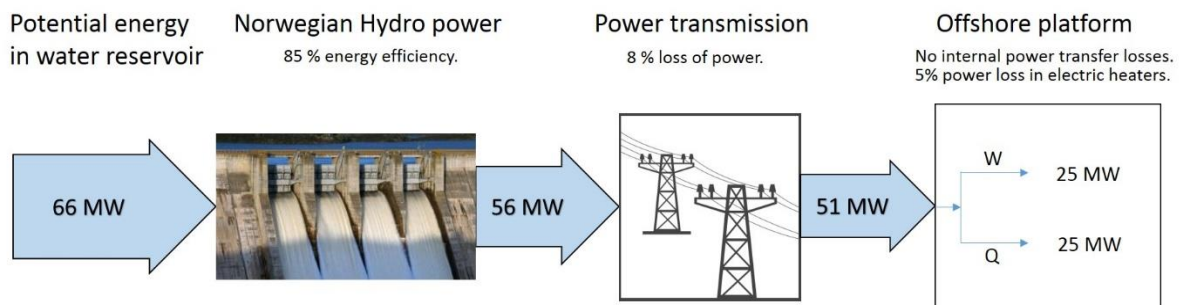 Potential energy
in water reservoir
Norwegian Hydro power
85 % energy efficiency.
Power transmission
8 % loss of power.
Offshore platform
No internal power transfer losses.
5% power loss in electric heaters.
66 MW
56 MW
51 MW
W
25 MW
Q
25 MW